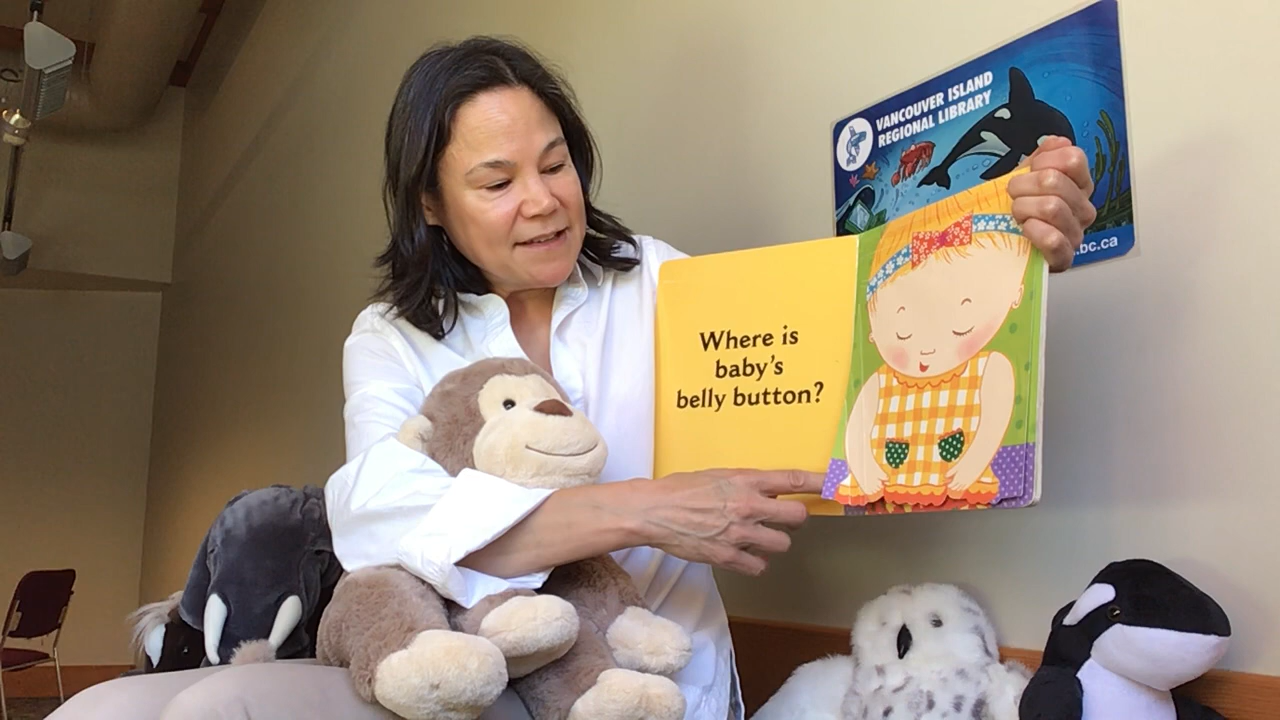 VANCOUVER ISLAND
REGIONAL LIBRARY
.bc.ca
Where is
baby's
belly button?